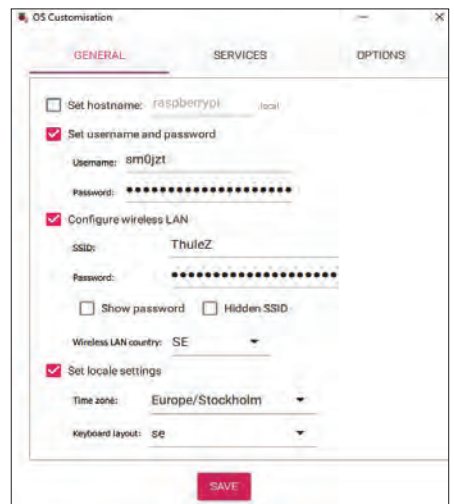 OS Customisation
GENERAL SERVICES OPTIONS
Set hostname: raspberrypi .local
Set username and password
Username: sm0jzt
Password: ••••••••••••••••••••
Configure wireless LAN
SSID: ThuleZ
Password: •••••••••••••••••••••
Show password Hidden SSID
Wireless LAN country: SE
Set locale settings
Time zone: Europe/Stockholm
Keyboard layout: se
SAVE